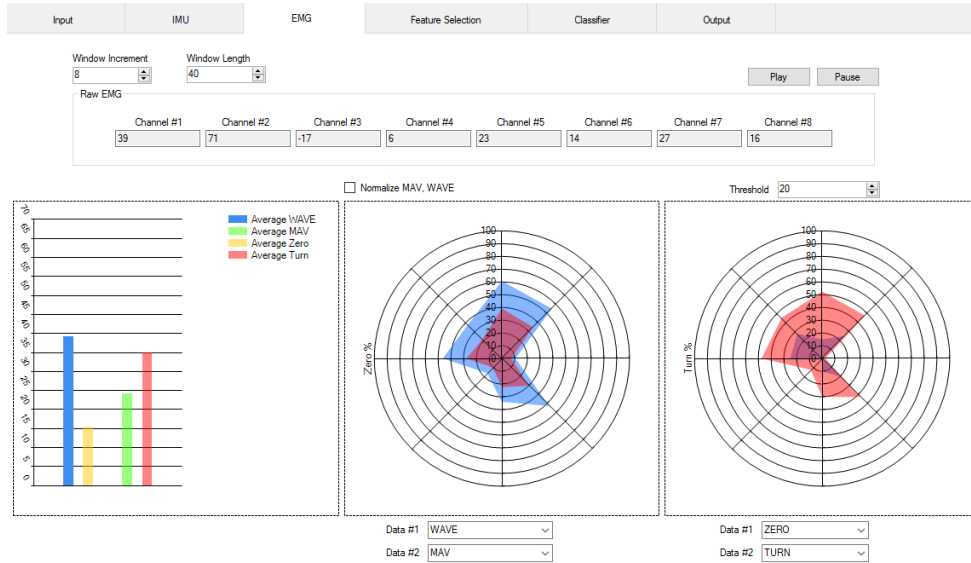 Input IMU EMG Feature Selection Classifier Output
Window Increment Window Length
8 40
Play Pause
Raw EMG
Channel #1 Channel #2 Channel #3 Channel #4 Channel #5 Channel #6 Channel #7 Channel #8
39 71 -17 6 23 14 27 16
Normalize MAV, WAVE
Threshold 20
70
65
60
55
50
45
40
35
30
25
20
15
10
5
0
Average WAVE
Average MAV
Average Zero
Average Turn
100
90
80
70
60
50
40
30
20
10
0
Zero %
100
90
80
70
60
50
40
30
20
10
0
Turn %
Data #1 WAVE
Data #2 MAV
Data #1 ZERO
Data #2 TURN